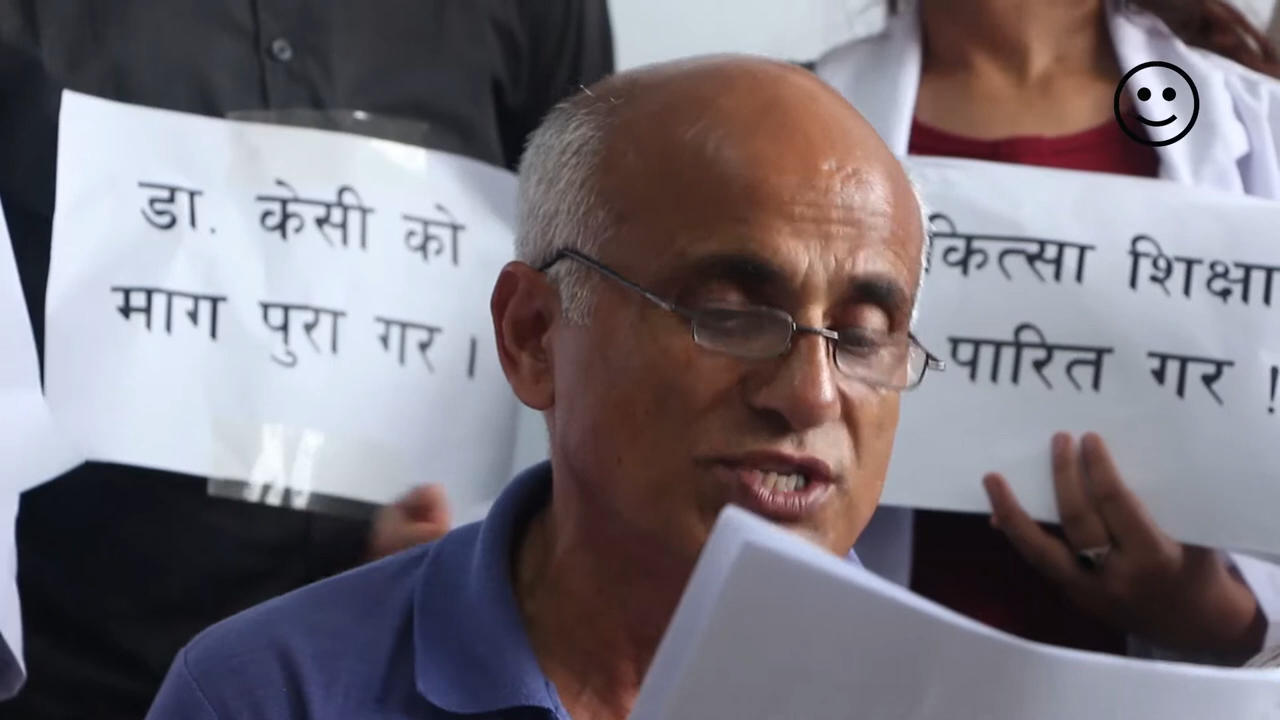 डा. केसी को
माग पुरा गर ।
कित्सा शिक्षा
पारित गर !